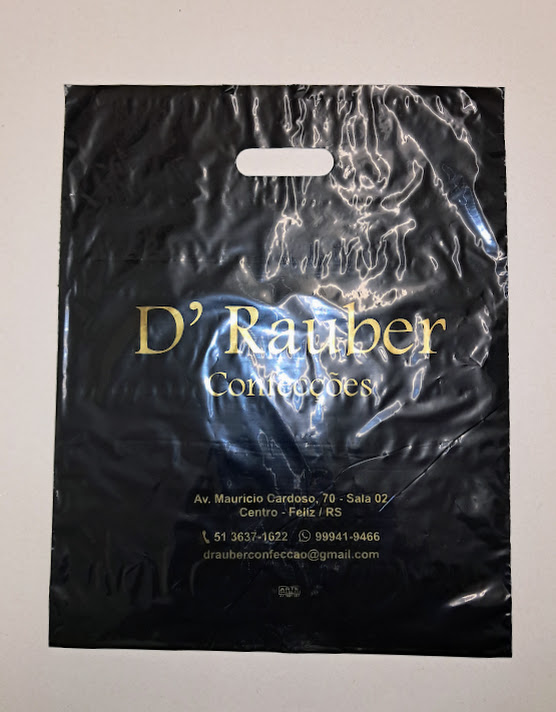 D' Rauber
Confecções
Av. Mauricio Cardoso, 70 - Sala 02
Centro - Feliz / RS
51 3637-1622 99941-9466
drauberconfeccao@gmail.com